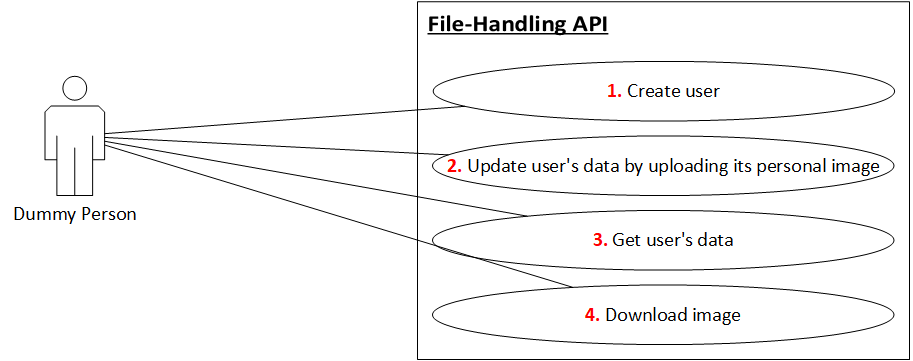 File-Handling API
1. Create user
2. Update user's data by uploading its personal image
Dummy Person
3. Get user's data
4. Download image